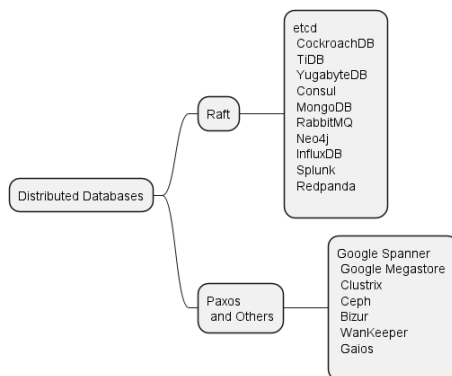 Distributed Databases
Raft
etcd
CockroachDB
TiDB
YugabyteDB
Consul
MongoDB
RabbitMQ
Neo4j
InfluxDB
Splunk
Redpanda
Paxos
and Others
Google Spanner
Google Megastore
Clustrix
Ceph
Bizur
WanKeeper
Gaios